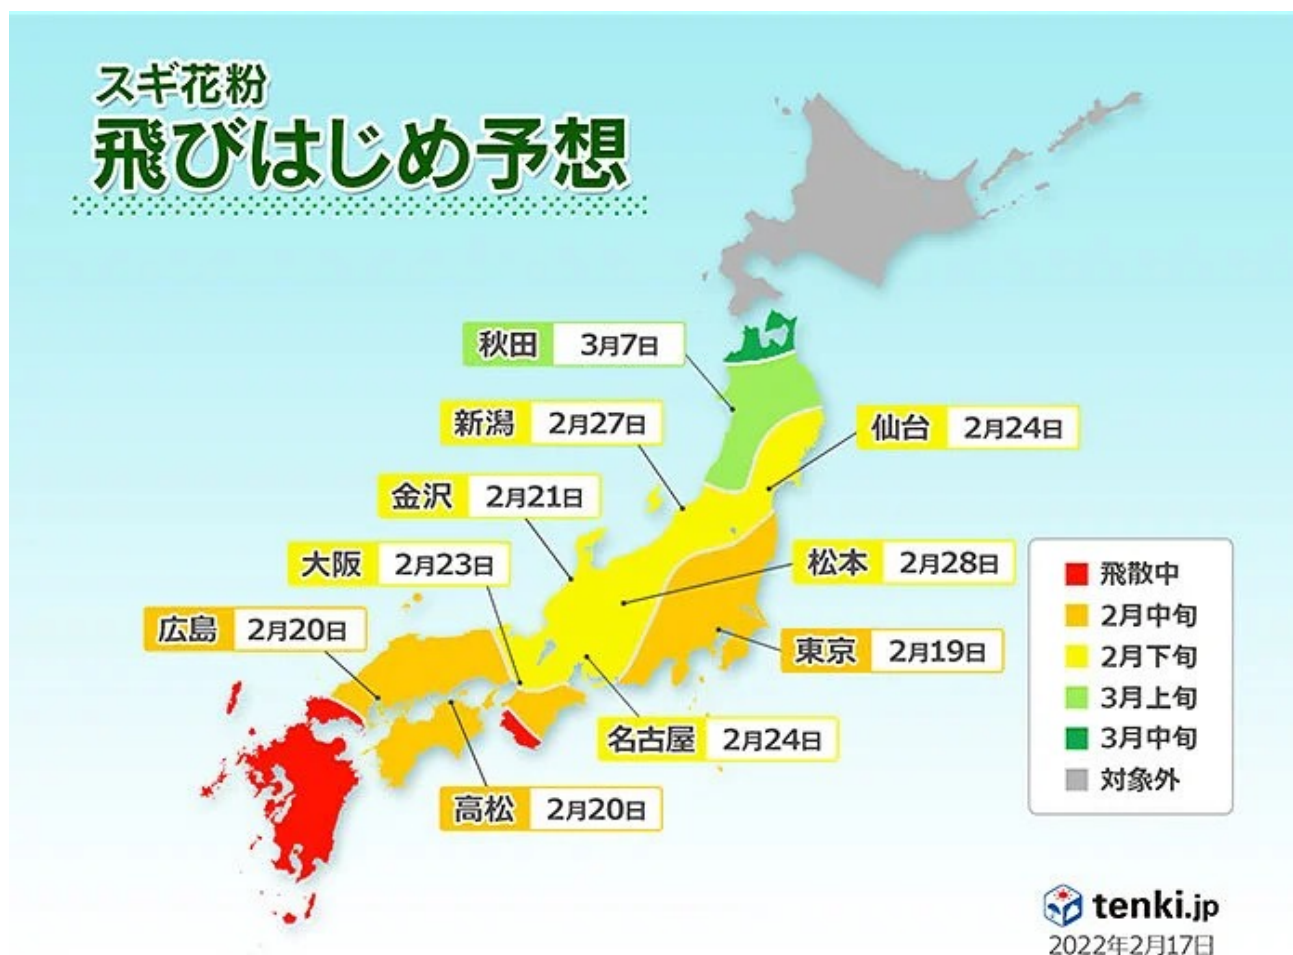 スギ花粉
飛びはじめ予想
秋田 3月7日
新潟 2月27日
仙台 2月24日
金沢 2月21日
大阪 2月23日
松本 2月28日
広島 2月20日
東京 2月19日
名古屋 2月24日
高松 2月20日
飛散中
2月中旬
2月下旬
3月上旬
3月中旬
対象外
tenki.jp
2022年2月17日